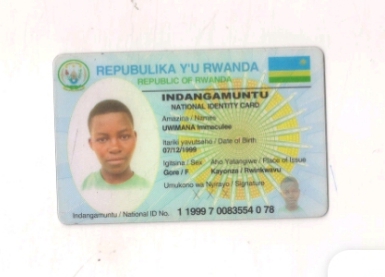 REPUBULIKA Y'U RWANDA
REPUBLIC OF RWANDA
INDANGAMUNTU
NATIONAL IDENTITY CARD
Amazina / Names
UWIMANA Immaculee
Itariki yavutseho / Date of Birth
07/12/1999
Igitsina / Sex Aho Yatangiwe / Place of Issue
Gore / F Kayonza / Rwinkwavu
Umukono wa Nyirayo / Signature
Indangamuntu / National ID No. 1 1999 7 0083554 0 78